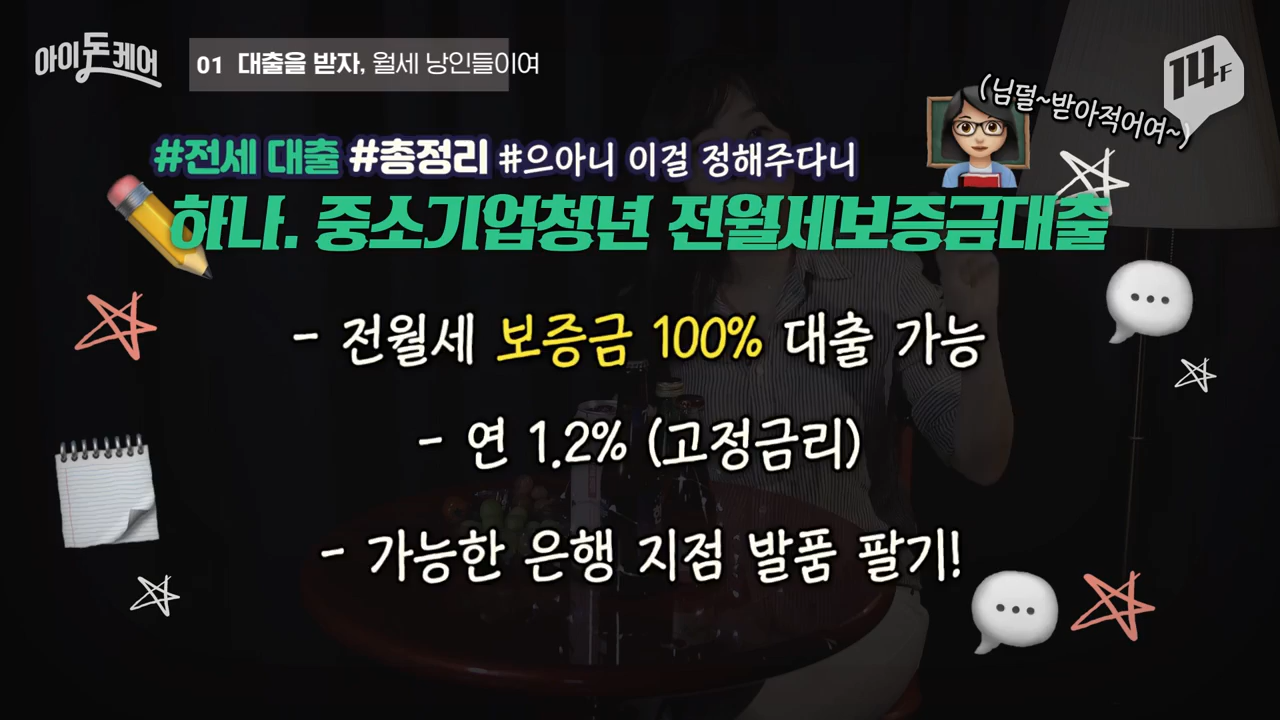 아이돈케어
01 대출을 받자, 월세 낭인들이여
14F
(님덜~받아적어여~)
#전세 대출 #총정리 #으아니 이걸 정해주다니
하나. 중소기업청년 전월세보증금대출
- 전월세 보증금 100% 대출 가능
- 연 1.2% (고정금리)
- 가능한 은행 지점 발품 팔기!